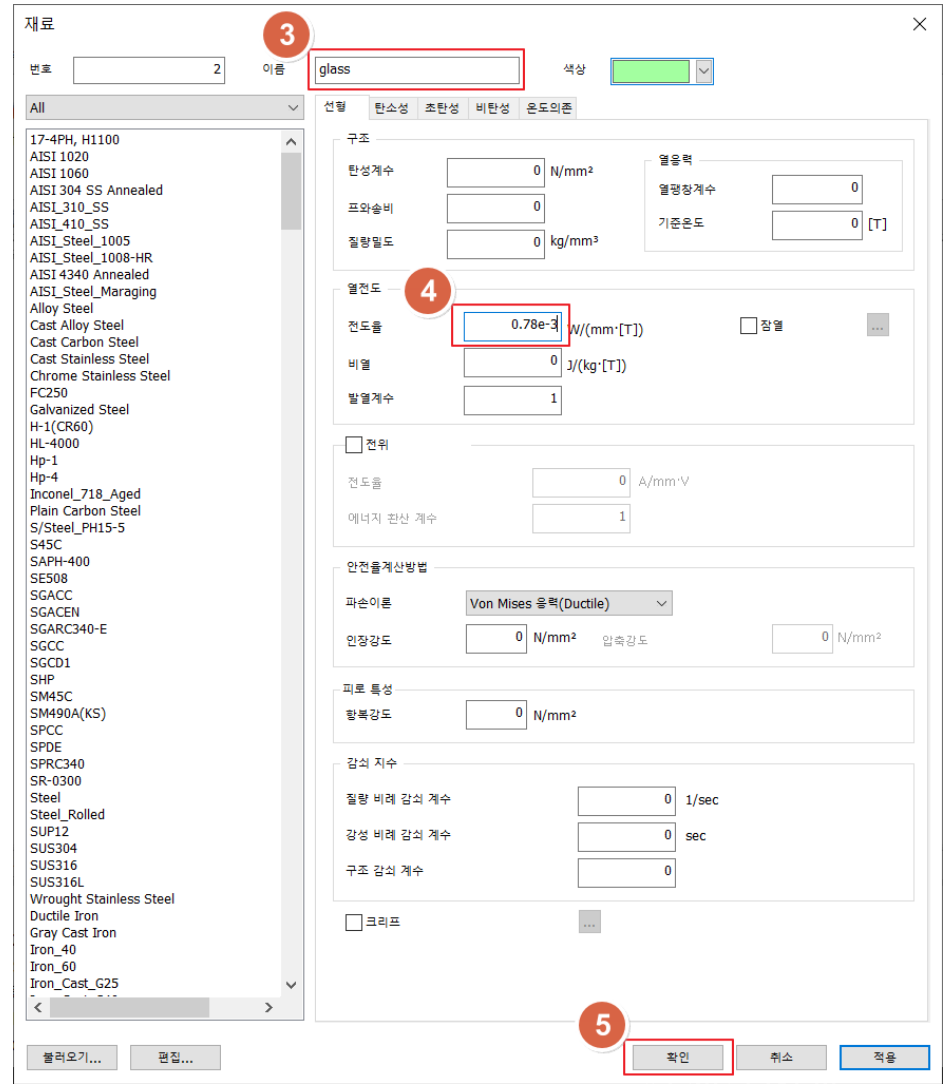 재료
3
번호 2 이름 glass 색상
All
선형 탄소성 초탄성 비탄성 온도의존
17-4PH, H1100
AISI 1020
AISI 1060
AISI 304 SS Annealed
AISI_310_SS
AISI_410_SS
AISI_Steel_1005
AISI_Steel_1008-HR
AISI 4340 Annealed
AISI_Steel_Maraging
Alloy Steel
Cast Alloy Steel
Cast Carbon Steel
Cast Stainless Steel
Chrome Stainless Steel
FC250
Galvanized Steel
H-1(CR60)
HL-4000
Hp-1
Hp-4
Inconel_718_Aged
Plain Carbon Steel
S/Steel_PH15-5
S45C
SAPH-400
SE508
SGACC
SGACEN
SGARC340-E
SGCC
SGCD1
SHP
SM45C
SM490A(KS)
SPCC
SPDE
SPRC340
SR-0300
Steel
Steel_Rolled
SUP12
SUS304
SUS316
SUS316L
Wrought Stainless Steel
Ductile Iron
Gray Cast Iron
Iron_40
Iron_60
Iron_Cast_G25
구조
탄성계수 0 N/mm²
프와송비 0
질량밀도 0 kg/mm³
열응력
열팽창계수 0
기준온도 0 [T]
열전도
4
전도율 0.78e-3 W/(mm·[T])
잠열 ...
비열 0 J/(kg·[T])
발열계수 1
전위
전도율 0 A/mm·V
에너지 환산 계수 1
안전율계산방법
파손이론 Von Mises 응력(Ductile)
인장강도 0 N/mm² 압축강도 0 N/mm²
피로 특성
항복강도 0 N/mm²
감쇠 지수
질량 비례 감쇠 계수 0 1/sec
강성 비례 감쇠 계수 0 sec
구조 감쇠 계수 0
크리프 ...
5
불러오기... 편집... 확인 취소 적용